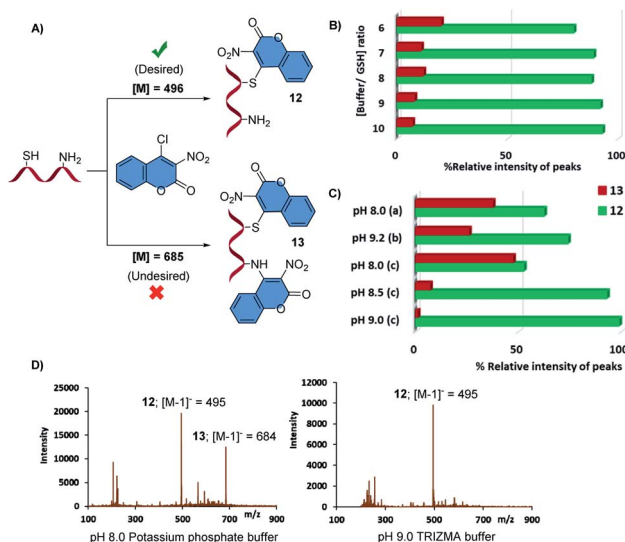 A)
(Desired)
[M] = 496
SH
NH2
Cl
NO2
O
O
[M] = 685
(Undesired)
O
O
NO2
S
12
NH2
O
O
NO2
S
13
NH
NO2
O
O
B)
[Buffer/ GSH] ratio
6
7
8
9
10
0
50
100
%Relative intensity of peaks
C)
13
12
pH 8.0 (a)
pH 9.2 (b)
pH 8.0 (c)
pH 8.5 (c)
pH 9.0 (c)
0
50
100
% Relative intensity of peaks
D)
Intensity
25000
20000
15000
10000
5000
0
12; [M-1]- = 495
13; [M-1]- = 684
100
300
500
700
m/z
900
pH 8.0 Potassium phosphate buffer
Intensity
12000
10000
8000
6000
4000
2000
0
12; [M-1]- = 495
100
300
500
700
m/z
900
pH 9.0 TRIZMA buffer